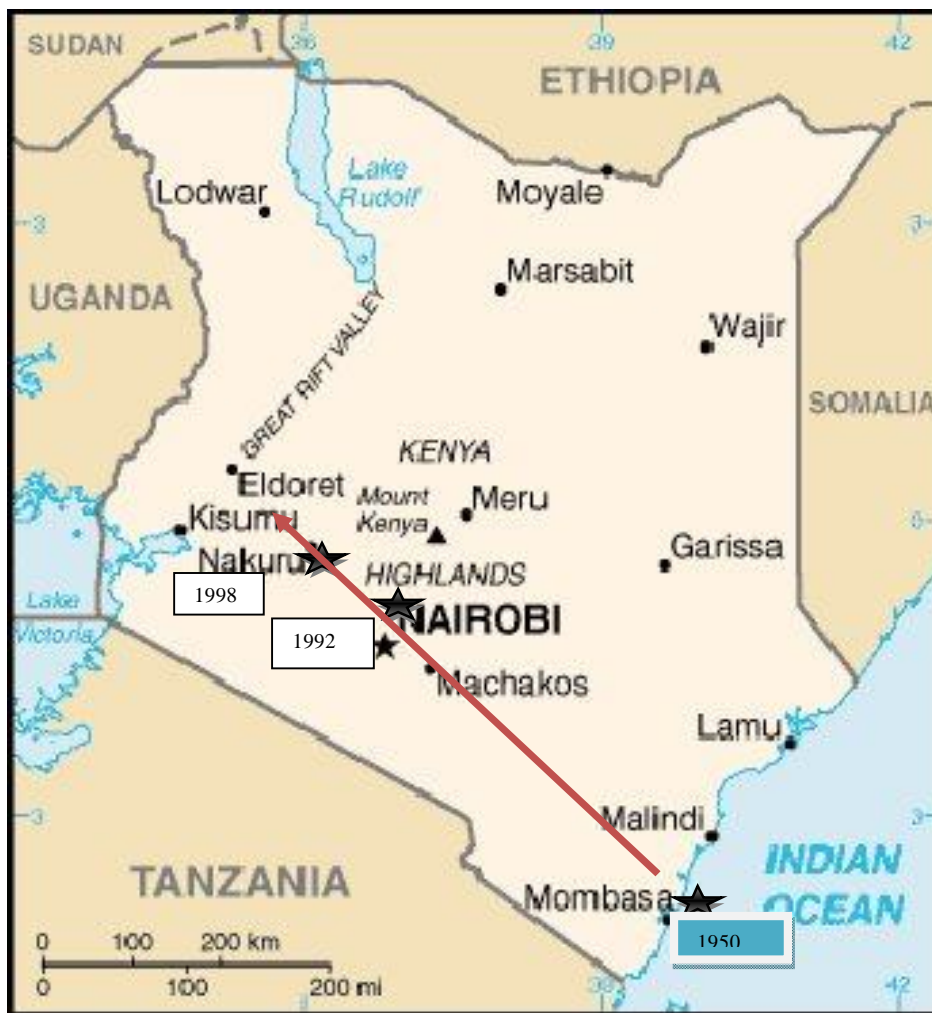 36
39
42
SUDAN
ETHIOPIA
Lake
Rudolf
Lodwar
Moyale
3
3
Marsabit
UGANDA
Wajir
GREAT RIFT VALLEY
SOMALIA
KENYA
Eldoret
Mount
Kenya
Meru
Kisumu
0
Nakuru
Garissa
HIGHLANDS
1998
Lake
Victoria
NAIROBI
1992
Machakos
Lamu
3
3
Malindi
INDIAN
OCEAN
TANZANIA
Mombasa
1950
0 100 200 km
0 100 200 mi
42